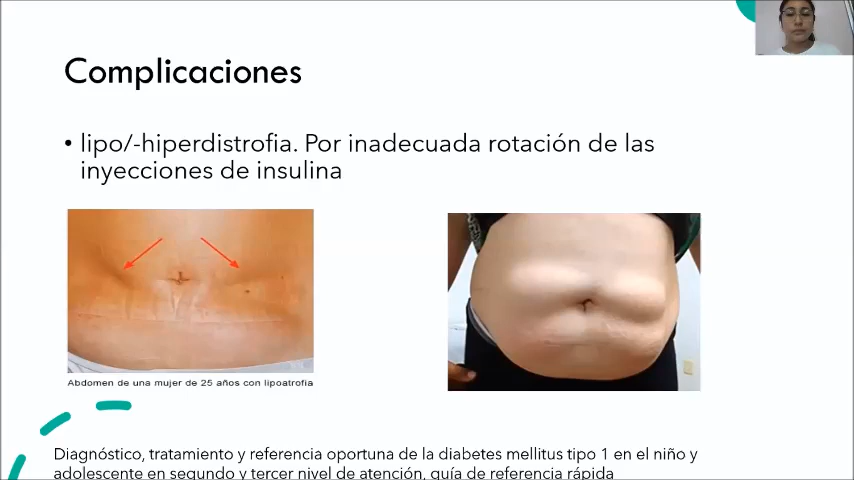 Complicaciones
• lipo/-hiperdistrofia. Por inadecuada rotación de las
inyecciones de insulina
Abdomen de una mujer de 25 años con lipoatrofia
Diagnóstico, tratamiento y referencia oportuna de la diabetes mellitus tipo 1 en el niño y
adolescente en segundo y tercer nivel de atención, guía de referencia rápida